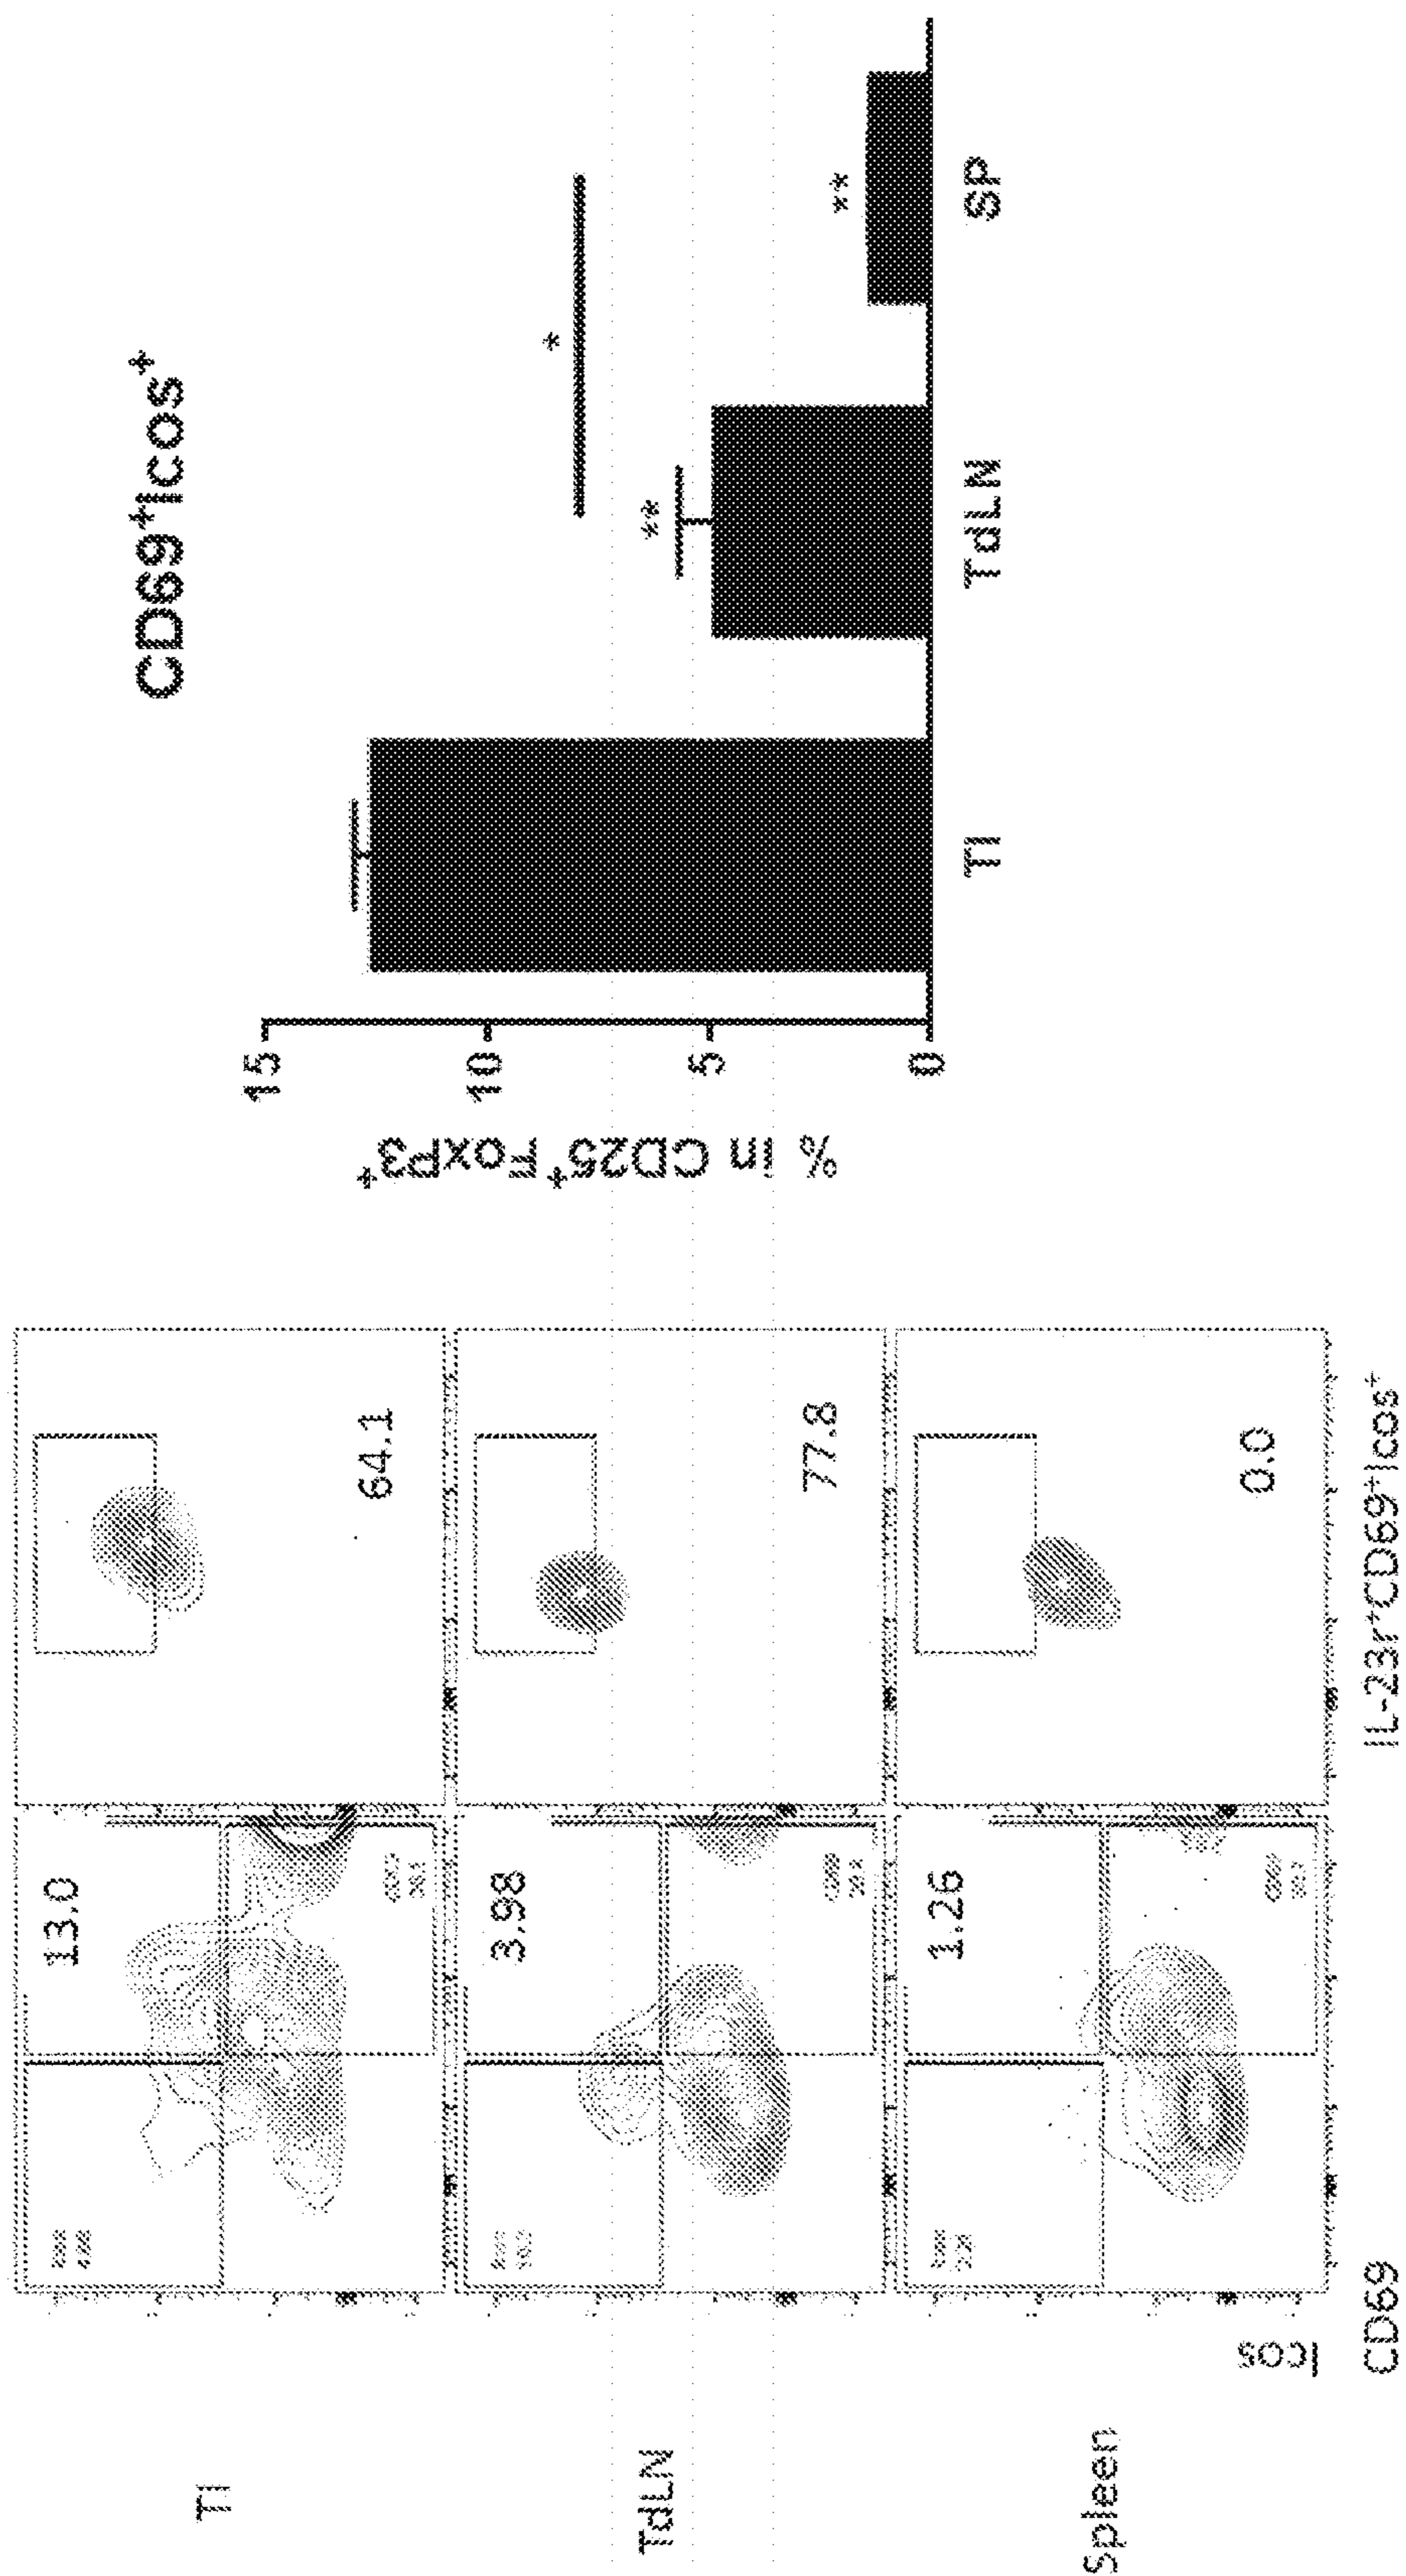 TI
13.0
64.1
TdLN
3.98
77.8
Spleen
1.26
0.0
Icos
CD69
IL-23r⁺CD69⁺Icos⁺
CD69⁺Icos⁺
% in CD25⁺FoxP3⁺
15
10
5
0
*
**
**
TI
TdLN
SP